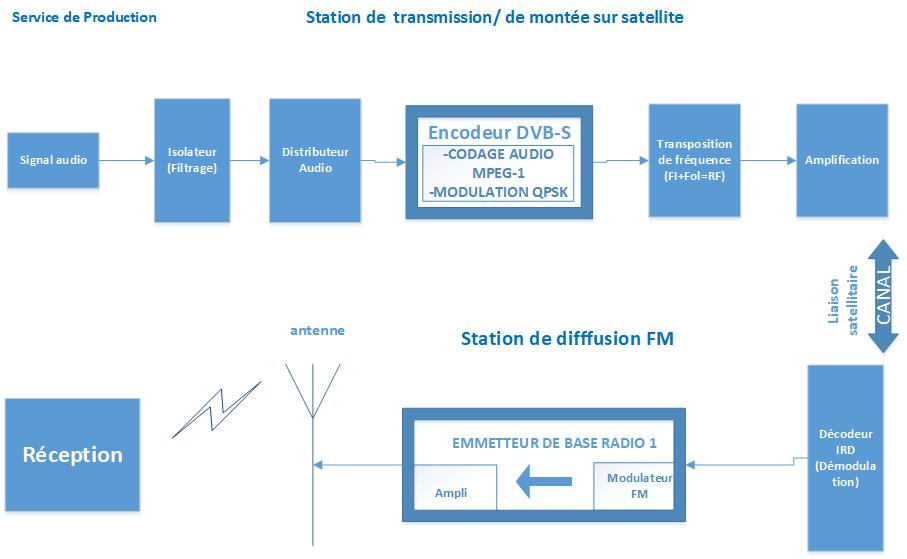 Service de Production
Station de transmission/ de montée sur satellite
Signal audio
Isolateur
(Filtrage)
Distributeur
Audio
Encodeur DVB-S
-CODAGE AUDIO
MPEG-1
-MODULATION QPSK
Transposition
de fréquence
(FI+Fol=RF)
Amplification
Liaison
satellitaire
CANAL
antenne
Station de difffusion FM
Réception
EMMETTEUR DE BASE RADIO 1
Ampli
Modulateur
FM
Décodeur
IRD
(Démodula
tion)